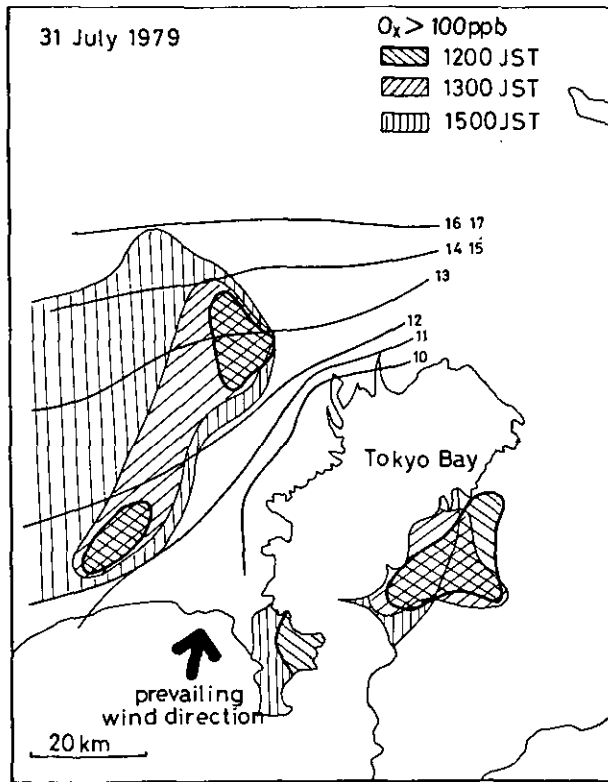 31 July 1979
Ox > 100ppb
1200 JST
1300 JST
1500 JST
16 17
14 15
13
12
11
10
Tokyo Bay
prevailing
wind direction
20 km